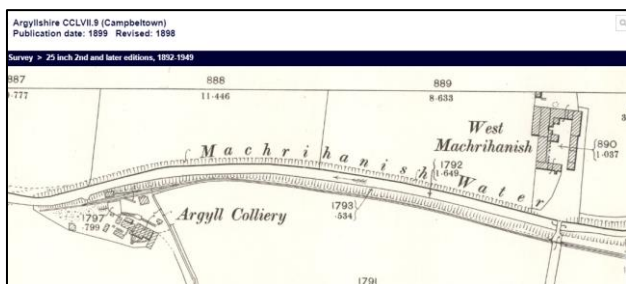 Argyllshire CCLVII.9 (Campbeltown)
Publication date: 1899 Revised: 1898
Survey > 25 inch 2nd and later editions, 1892-1949
887
·777
888
11·446
889
8·633
West
Machrihanish
890
1·037
Machrihanish Water
1792
1·649
1793
·534
1797
·799
Argyll Colliery
1791